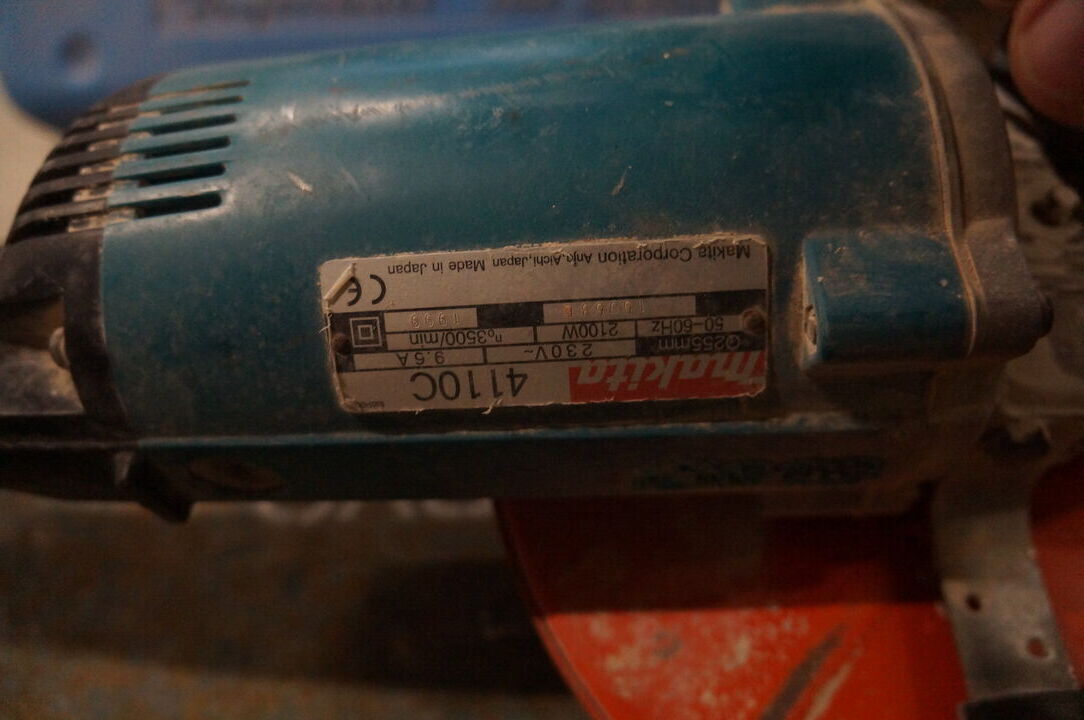 makita 4110C
⌀255mm 230V~ 9.6A
50-60Hz 2100W n₀3500/min
1999
CE
Makita Corporation Anjo, Aichi, Japan Made in Japan